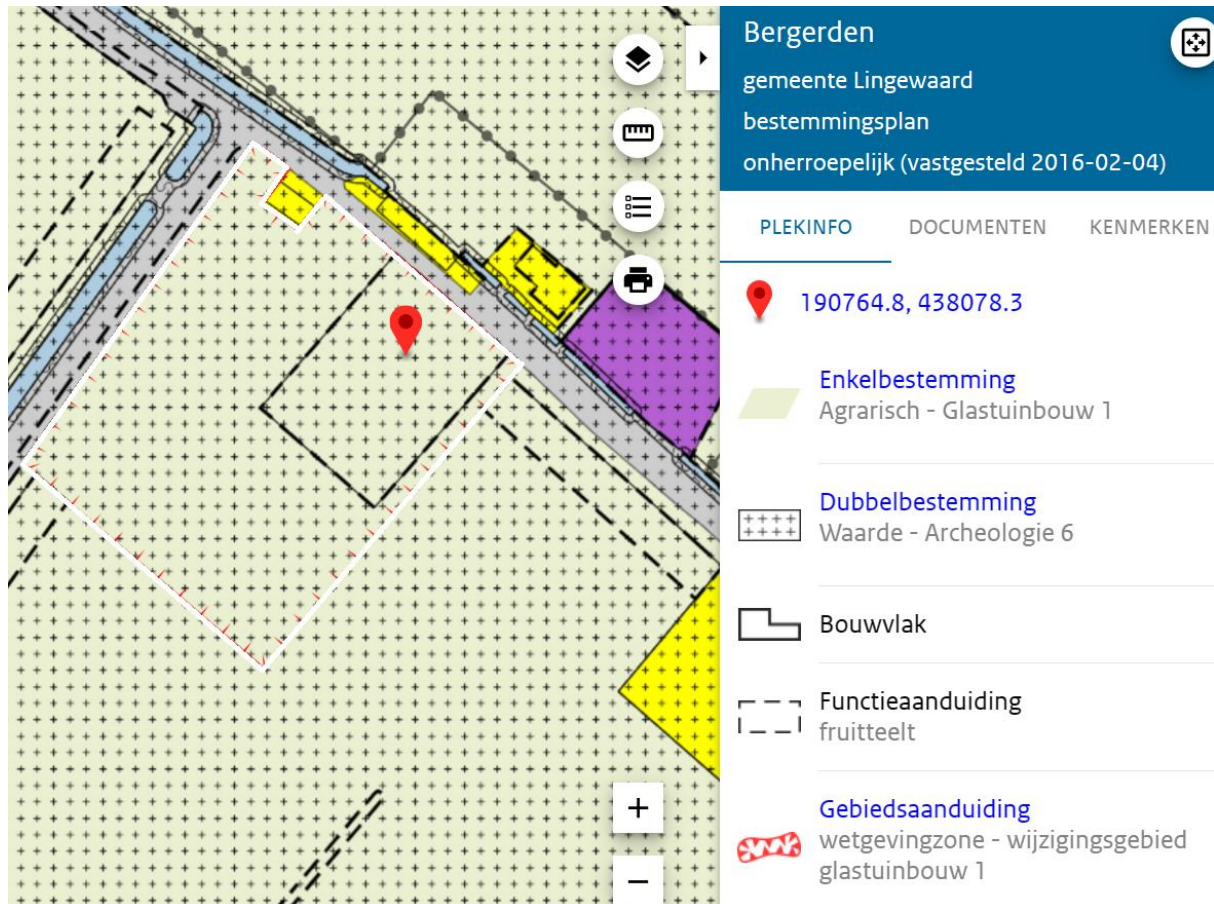 Bergerden
gemeente Lingewaard
bestemmingsplan
onherroepelijk (vastgesteld 2016-02-04)
PLEKINFO DOCUMENTEN KENMERKEN
190764.8, 438078.3
Enkelbestemming
Agrarisch - Glastuinbouw 1
Dubbelbestemming
Waarde - Archeologie 6
Bouwvlak
Functieaanduiding
fruitteelt
Gebiedsaanduiding
wetgevingzone - wijzigingsgebied
glastuinbouw 1